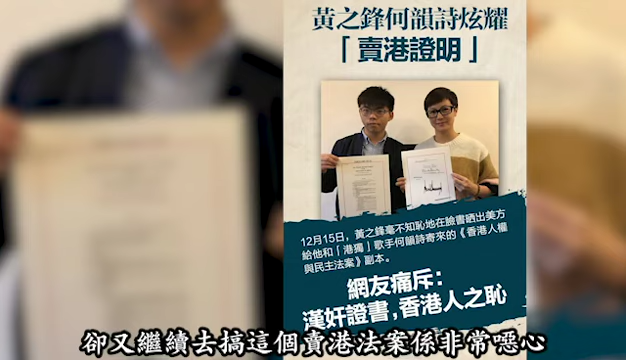 黃之鋒何韻詩炫耀
「賣港證明」
12月15日，黃之鋒毫不知恥地在臉書晒出美方
給他和「港獨」歌手何韻詩寄來的《香港人權
與民主法案》副本。
網友痛斥：
漢奸證書，香港人之恥
卻又繼續去搞這個賣港法案係非常噁心